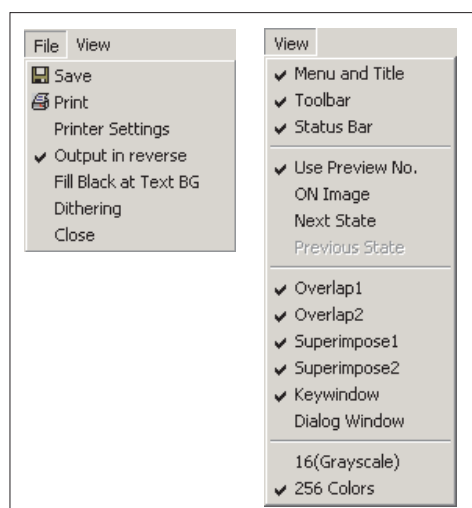 File View
Save
Print
Printer Settings
Output in reverse
Fill Black at Text BG
Dithering
Close
View
Menu and Title
Toolbar
Status Bar
Use Preview No.
ON Image
Next State
Previous State
Overlap1
Overlap2
Superimpose1
Superimpose2
Keywindow
Dialog Window
16(Grayscale)
256 Colors